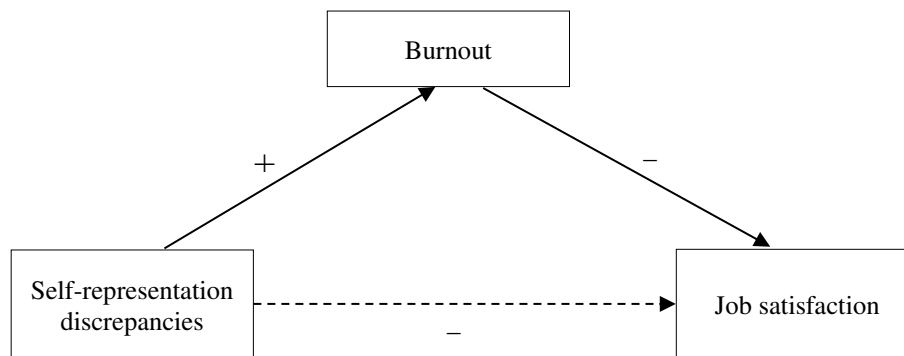 Burnout
+
−
Self-representation
discrepancies
−
Job satisfaction